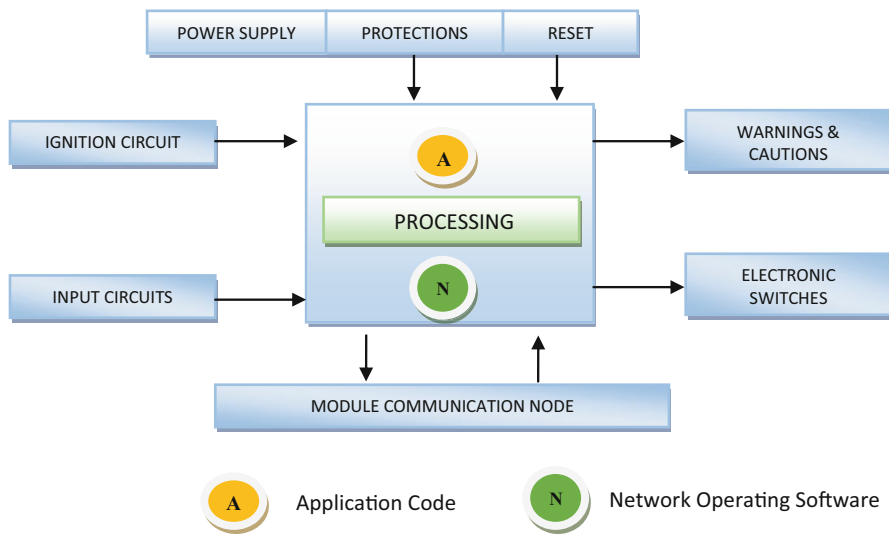 POWER SUPPLY
PROTECTIONS
RESET
IGNITION CIRCUIT
WARNINGS &
CAUTIONS
A
PROCESSING
N
INPUT CIRCUITS
ELECTRONIC
SWITCHES
MODULE COMMUNICATION NODE
A
Application Code
N
Network Operating Software